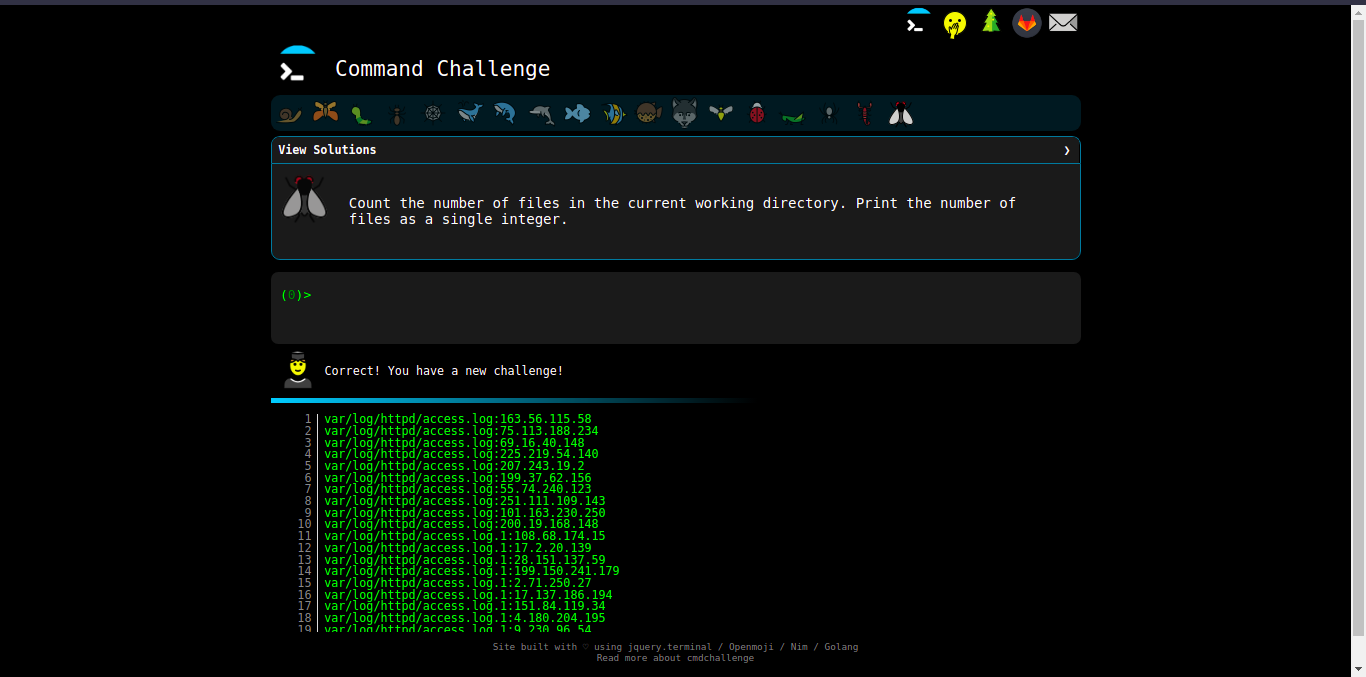 Command Challenge
View Solutions
Count the number of files in the current working directory. Print the number of
files as a single integer.
(0)>
Correct! You have a new challenge!
1 var/log/httpd/access.log:163.56.115.58
2 var/log/httpd/access.log:75.113.188.234
3 var/log/httpd/access.log:69.16.40.148
4 var/log/httpd/access.log:225.219.54.140
5 var/log/httpd/access.log:207.243.19.2
6 var/log/httpd/access.log:199.37.62.156
7 var/log/httpd/access.log:55.74.240.123
8 var/log/httpd/access.log:251.111.109.143
9 var/log/httpd/access.log:101.163.230.250
10 var/log/httpd/access.log:200.19.168.148
11 var/log/httpd/access.log.1:108.68.174.15
12 var/log/httpd/access.log.1:17.2.20.139
13 var/log/httpd/access.log.1:28.151.137.59
14 var/log/httpd/access.log.1:199.150.241.179
15 var/log/httpd/access.log.1:2.71.250.27
16 var/log/httpd/access.log.1:17.137.186.194
17 var/log/httpd/access.log.1:151.84.119.34
18 var/log/httpd/access.log.1:4.180.204.195
19 var/log/httpd/access.log.1:9.230.96.54
Site built with ♡ using jquery.terminal / Openmoji / Nim / Golang
Read more about cmdchallenge